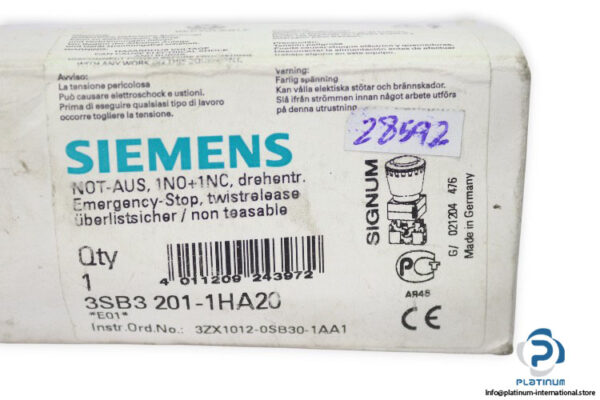 Avviso:
La tensione pericolosa
Può causare elettroschock e ustioni.
Prima di eseguire qualsiasi tipo di lavoro
occorre togliere la tensione.
varning:
Farlig spänning
Kan vålla elektiska stötar och brännskador.
Slå ifrån strömmen innan något arbete utförs
på denna utrustning.
28592
SIEMENS
NOT-AUS, 1NO+1NC, drehentr.
Emergency-Stop, twistrelease
überlistsicher / non teasable
Qty
1
4 011209 243972
3SB3 201-1HA20
"E01"
Instr.Ord.No.: 3ZX1012-0SB30-1AA1
SIGNUM
G/ 021204 476
Made in Germany
АЯ46
CE
PLATINUM
info@platinum-international.store